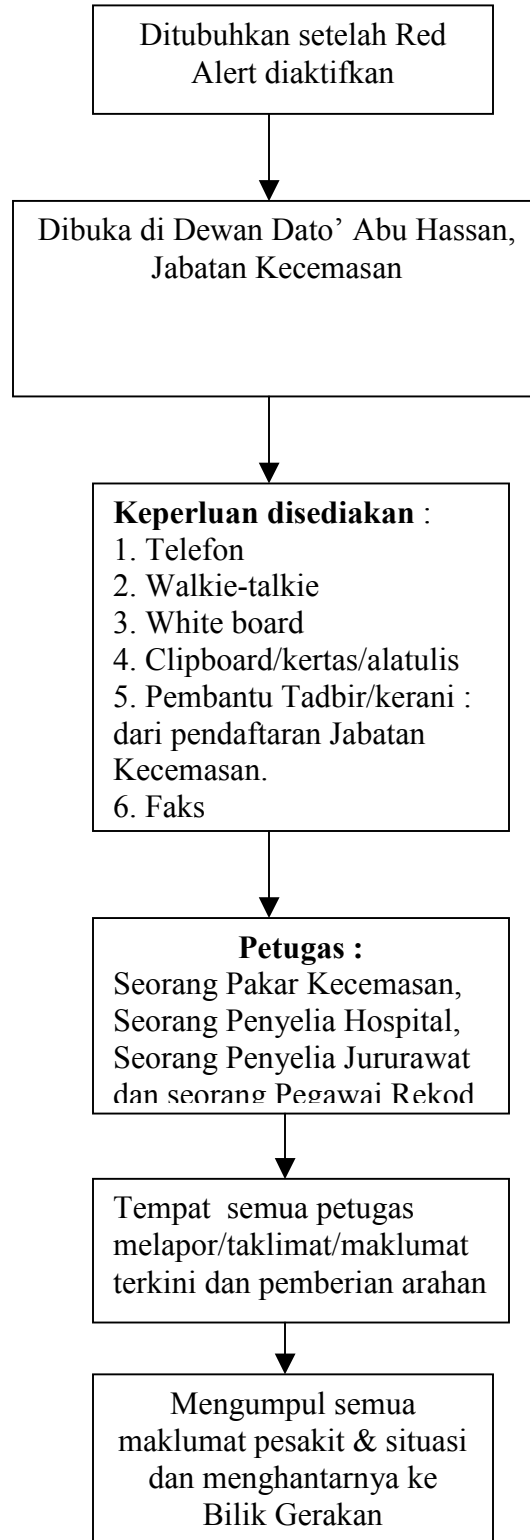 Ditubuhkan setelah Red
Alert diaktifkan
Dibuka di Dewan Dato’ Abu Hassan,
Jabatan Kecemasan
Keperluan disediakan :
1. Telefon
2. Walkie-talkie
3. White board
4. Clipboard/kertas/alatulis
5. Pembantu Tadbir/kerani :
dari pendaftaran Jabatan
Kecemasan.
6. Faks
Petugas :
Seorang Pakar Kecemasan,
Seorang Penyelia Hospital,
Seorang Penyelia Jururawat
dan seorang Pegawai Rekod
Tempat semua petugas
melapor/taklimat/maklumat
terkini dan pemberian arahan
Mengumpul semua
maklumat pesakit & situasi
dan menghantarnya ke
Bilik Gerakan